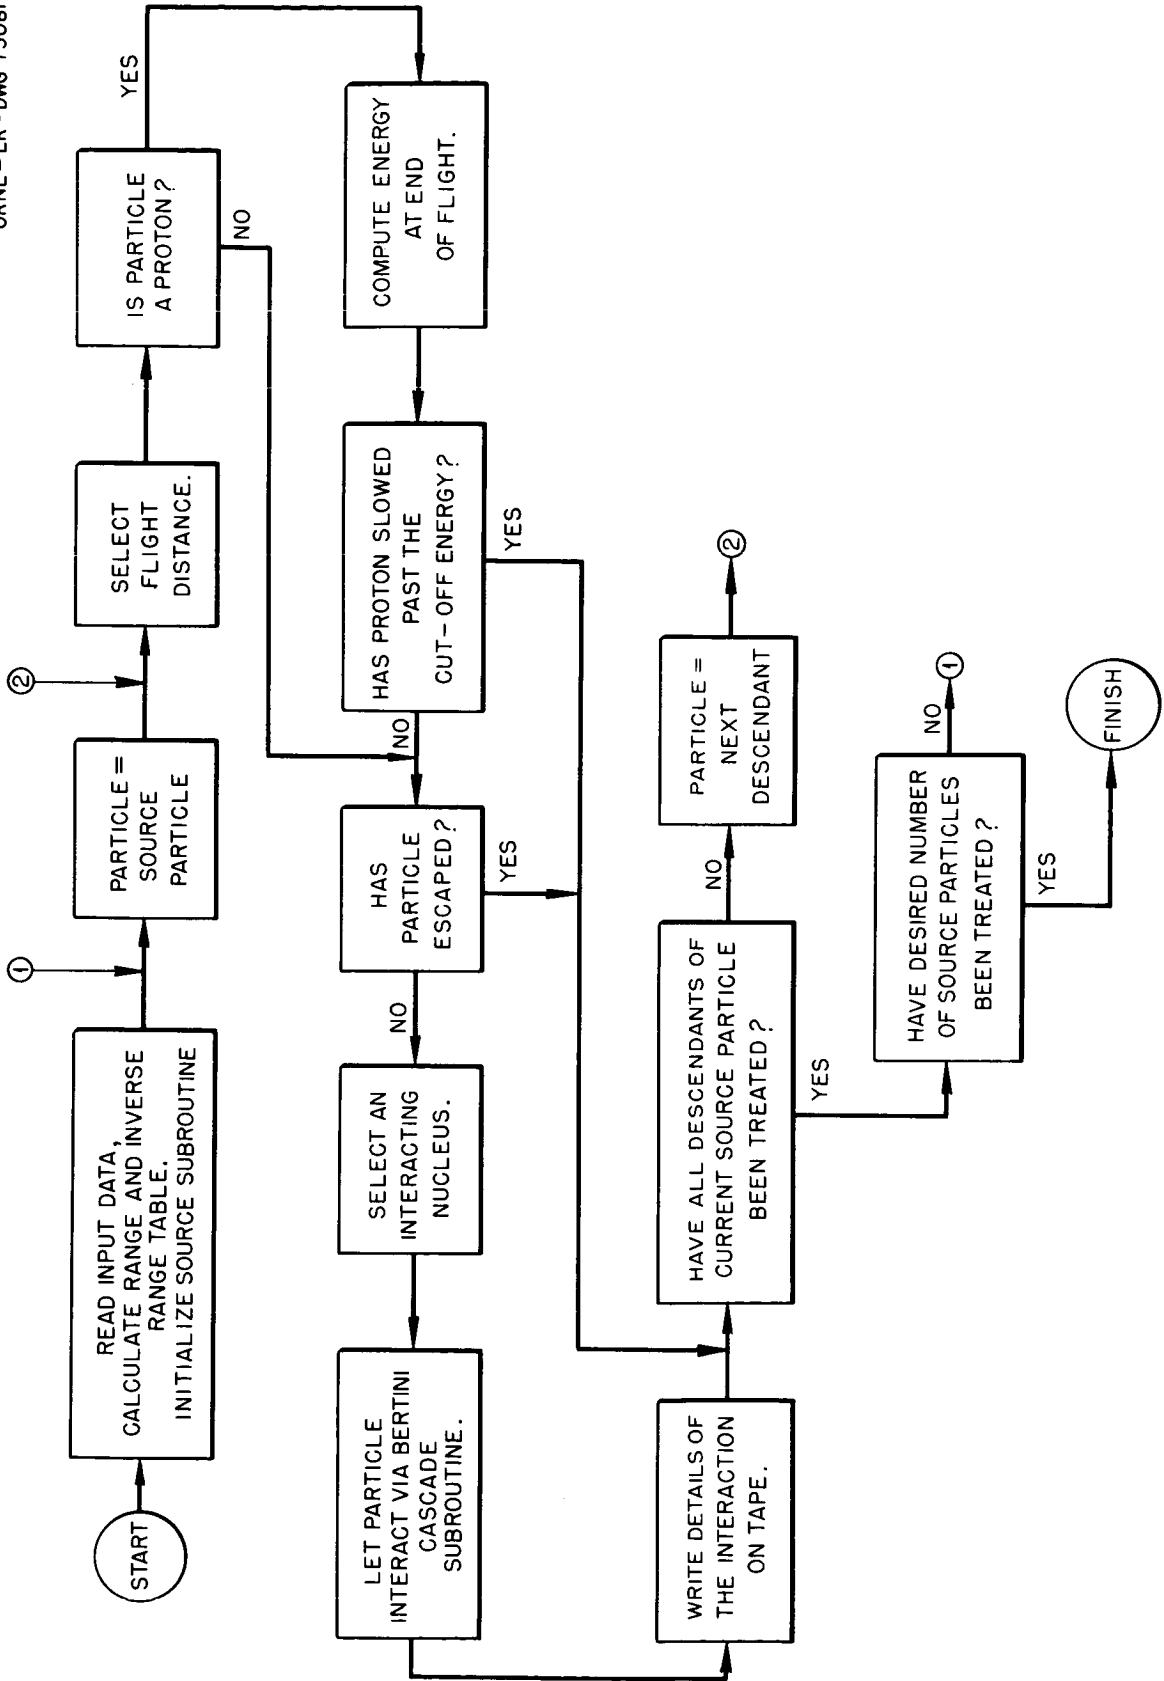 START
READ INPUT DATA,
CALCULATE RANGE AND INVERSE
RANGE TABLE.
INITIALIZE SOURCE SUBROUTINE
1
PARTICLE =
SOURCE
PARTICLE
2
SELECT
FLIGHT
DISTANCE.
IS PARTICLE
A PROTON?
YES
NO
COMPUTE ENERGY
AT END
OF FLIGHT.
HAS PROTON SLOWED
PAST THE
CUT-OFF ENERGY?
NO
YES
HAS
PARTICLE
ESCAPED?
YES
NO
SELECT AN
INTERACTING
NUCLEUS.
LET PARTICLE
INTERACT VIA BERTINI
CASCADE
SUBROUTINE.
WRITE DETAILS OF
THE INTERACTION
ON TAPE.
HAVE ALL DESCENDANTS OF
CURRENT SOURCE PARTICLE
BEEN TREATED?
NO
YES
PARTICLE =
NEXT
DESCENDANT
2
HAVE DESIRED NUMBER
OF SOURCE PARTICLES
BEEN TREATED?
NO
1
YES
FINISH